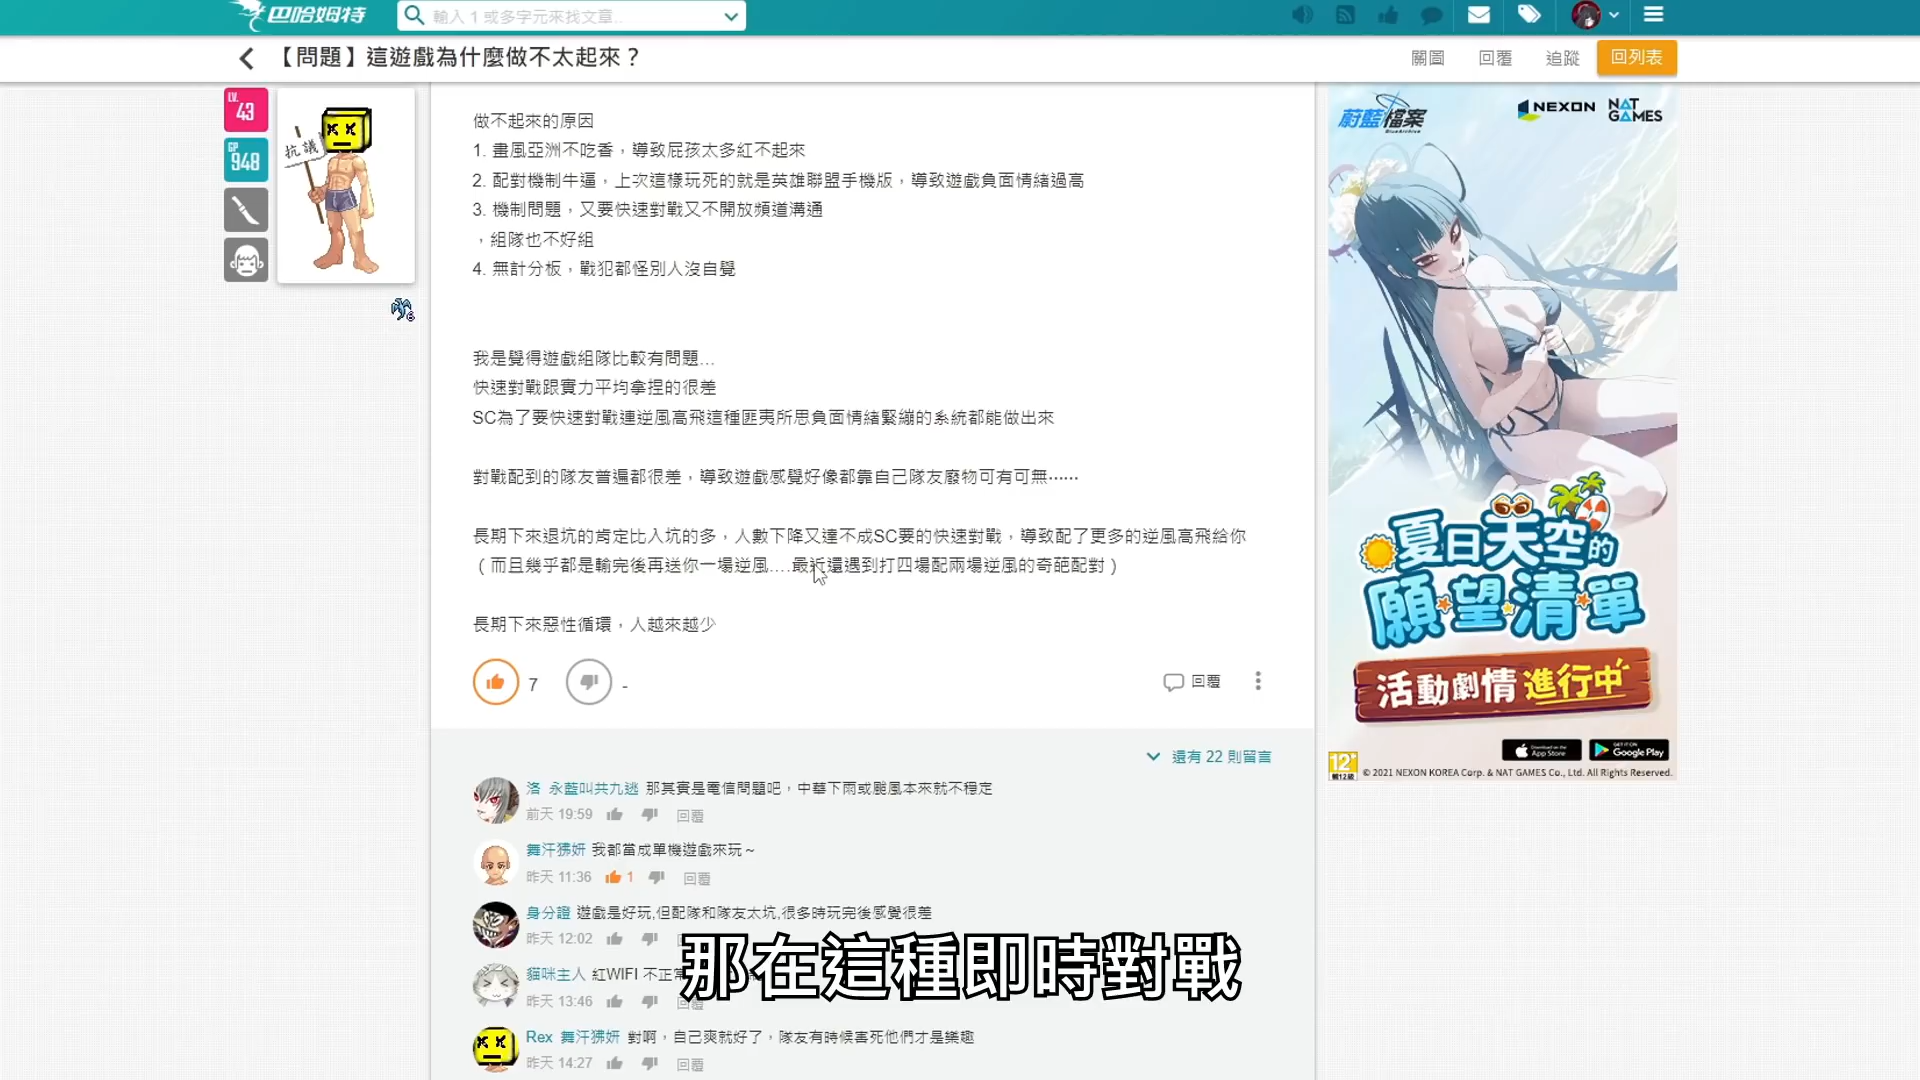 巴哈姆特
輸入 1 或多字元來找文章..
【問題】這遊戲為什麼做不太起來？
開圖
回覆
追蹤
回列表
LV.
43
GP
948
抗議
6
做不起來的原因
1. 畫風亞洲不吃香，導致屁孩太多紅不起來
2. 配對機制牛逼，上次這樣玩死的就是英雄聯盟手機版，導致遊戲負面情緒過高
3. 機制問題，又要快速對戰又不開放頻道溝通
，組隊也不好組
4. 無計分板，戰犯都怪別人沒自覺
我是覺得遊戲組隊比較有問題...
快速對戰跟實力平均拿捏的很差
SC為了要快速對戰連逆風高飛這種匪夷所思負面情緒緊繃的系統都能做出來
對戰配到的隊友普遍都很差，導致遊戲感覺好像都靠自己隊友廢物可有可無⋯⋯
長期下來退坑的肯定比入坑的多，人數下降又達不成SC要的快速對戰，導致配了更多的逆風高飛給你
（而且幾乎都是輸完後再送你一場逆風....最近還遇到打四場配兩場逆風的奇葩配對）
長期下來惡性循環，人越來越少
7
-
回覆
還有 22 則留言
洛 永藍叫共九逃 那其實是電信問題吧，中華下雨或颱風本來就不穩定
前天 19:59 回覆
舞汗狒妍 我都當成單機遊戲來玩～
昨天 11:36 1 回覆
身分證 遊戲是好玩,但配隊和隊友太坑,很多時玩完後感覺很差
昨天 12:02
貓咪主人 紅WIFI 不正常
昨天 13:46 回覆
Rex 舞汗狒妍 對啊，自己爽就好了，隊友有時候害死他們才是樂趣
昨天 14:27 回覆
那在這種即時對戰
蔚藍檔案
BlueArchive
NEXON
NAT GAMES
夏日天空的
願望清單
活動劇情進行中
Download on the App Store
GET IT ON Google Play
12+
輔12級
© 2021 NEXON KOREA Corp. & NAT GAMES Co., Ltd. All Rights Reserved.